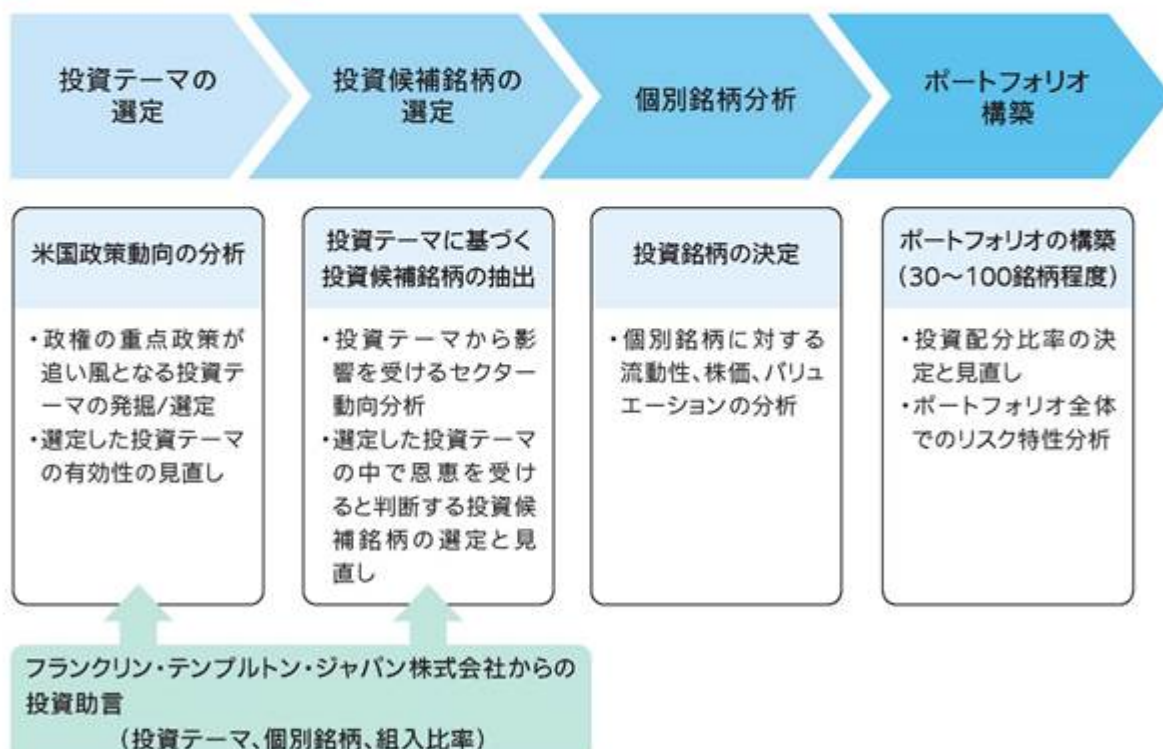 投資テーマの
選定
投資候補銘柄の
選定
個別銘柄分析
ポートフォリオ
構築
米国政策動向の分析
・政権の重点政策が
追い風となる投資テ
ーマの発掘/選定
・選定した投資テーマ
の有効性の見直し
投資テーマに基づく
投資候補銘柄の抽出
・投資テーマから影
響を受けるセクター
動向分析
・選定した投資テーマ
の中で恩恵を受け
ると判断する投資候
補銘柄の選定と見
直し
投資銘柄の決定
・個別銘柄に対する
流動性、株価、バリュ
エーションの分析
ポートフォリオの構築
（30～100銘柄程度）
・投資配分比率の決
定と見直し
・ポートフォリオ全体
でのリスク特性分析
フランクリン・テンプルトン・ジャパン株式会社からの
投資助言
（投資テーマ、個別銘柄、組入比率）